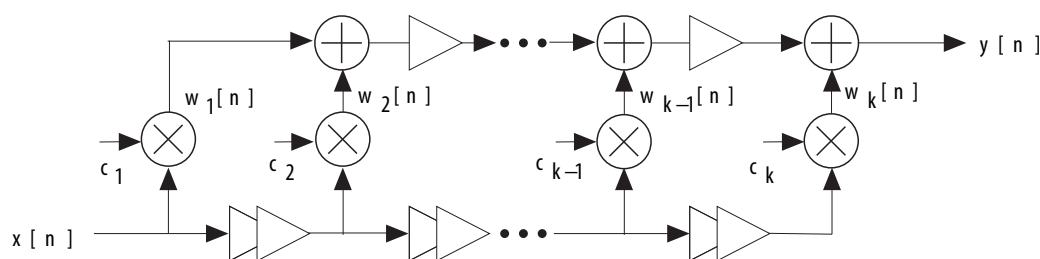 y [ n ]
w 1 [ n ]
w 2 [ n ]
w k–1 [ n ]
w k [ n ]
c 1
c 2
c k–1
c k
x [ n ]